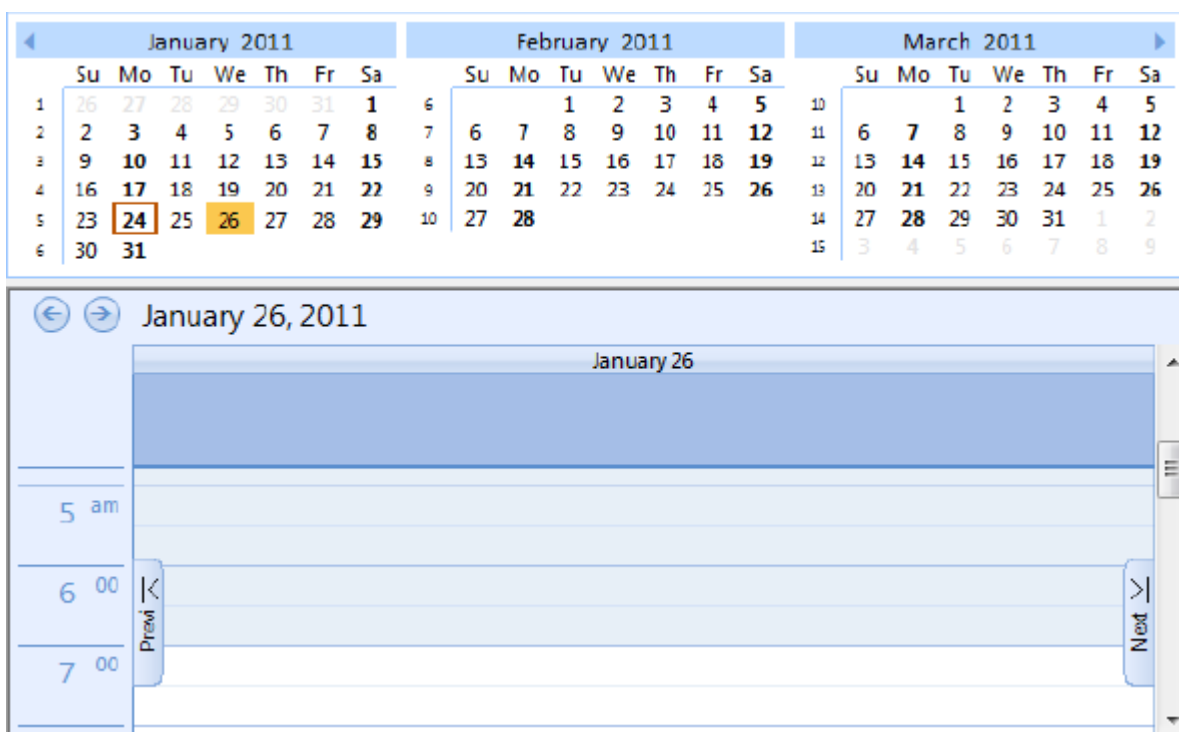 January 2011 February 2011 March 2011
Su Mo Tu We Th Fr Sa Su Mo Tu We Th Fr Sa Su Mo Tu We Th Fr Sa
1 26 27 28 29 30 31 1 6 1 2 3 4 5 10 1 2 3 4 5
2 2 3 4 5 6 7 8 7 6 7 8 9 10 11 12 11 6 7 8 9 10 11 12
3 9 10 11 12 13 14 15 8 13 14 15 16 17 18 19 12 13 14 15 16 17 18 19
4 16 17 18 19 20 21 22 9 20 21 22 23 24 25 26 13 20 21 22 23 24 25 26
5 23 24 25 26 27 28 29 10 27 28 14 27 28 29 30 31 1 2
6 30 31 15 3 4 5 6 7 8 9
January 26, 2011
January 26
5 am
6 00
Previ
Next
7 00